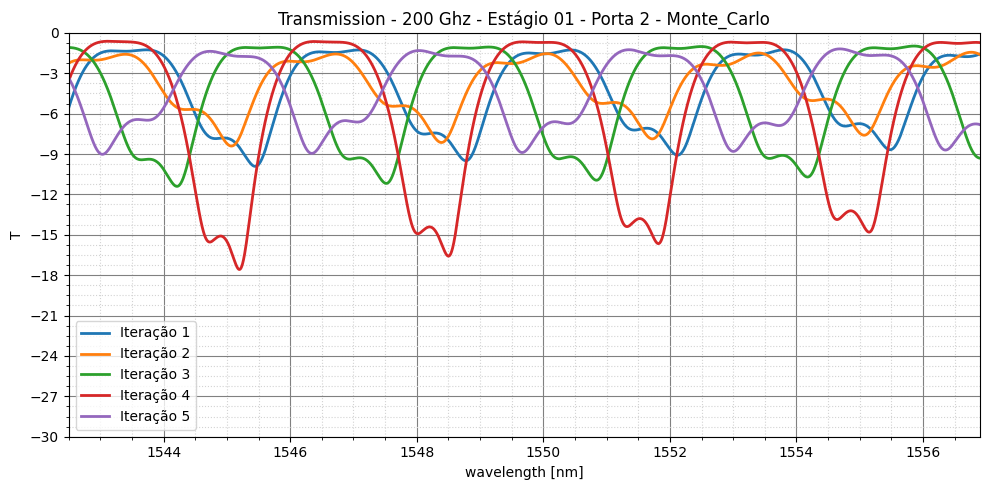 Transmission - 200 Ghz - Estágio 01 - Porta 2 - Monte_Carlo
T
0
−3
−6
−9
−12
−15
−18
−21
−24
−27
−30
Iteração 1
Iteração 2
Iteração 3
Iteração 4
Iteração 5
1544 1546 1548 1550 1552 1554 1556
wavelength [nm]